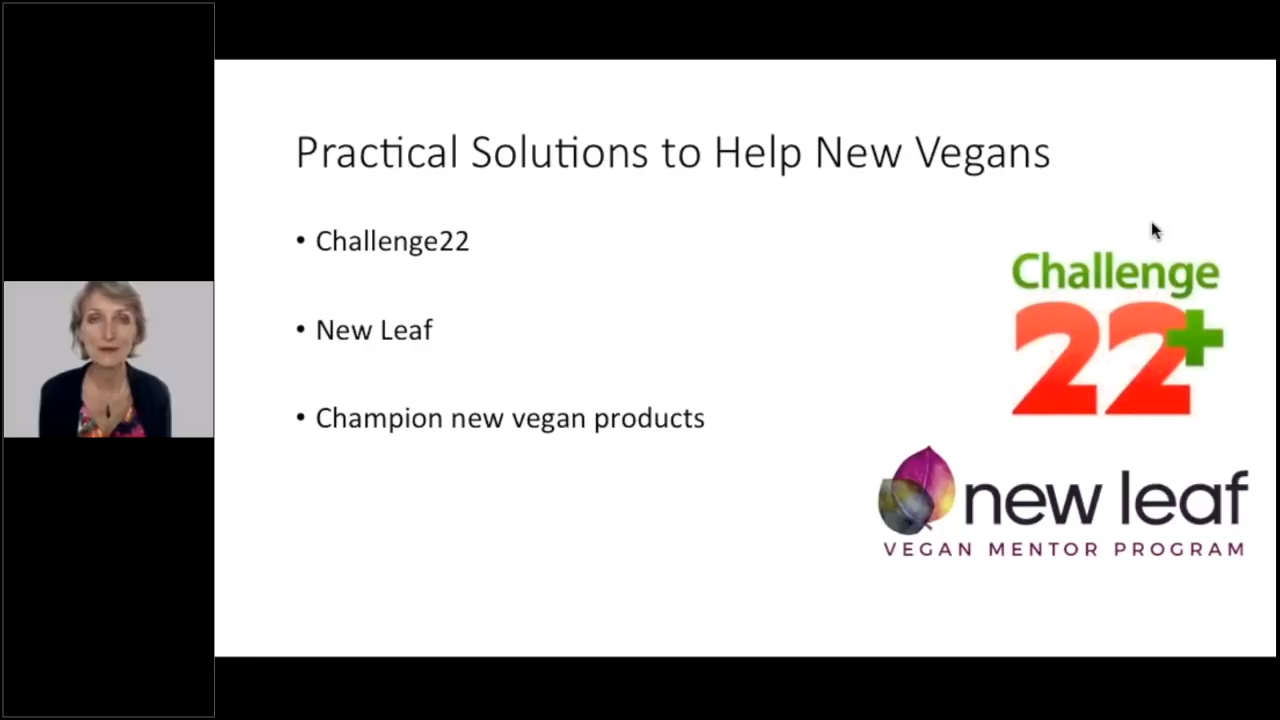 Practical Solutions to Help New Vegans
• Challenge22
• New Leaf
• Champion new vegan products
Challenge
22+
new leaf
VEGAN MENTOR PROGRAM